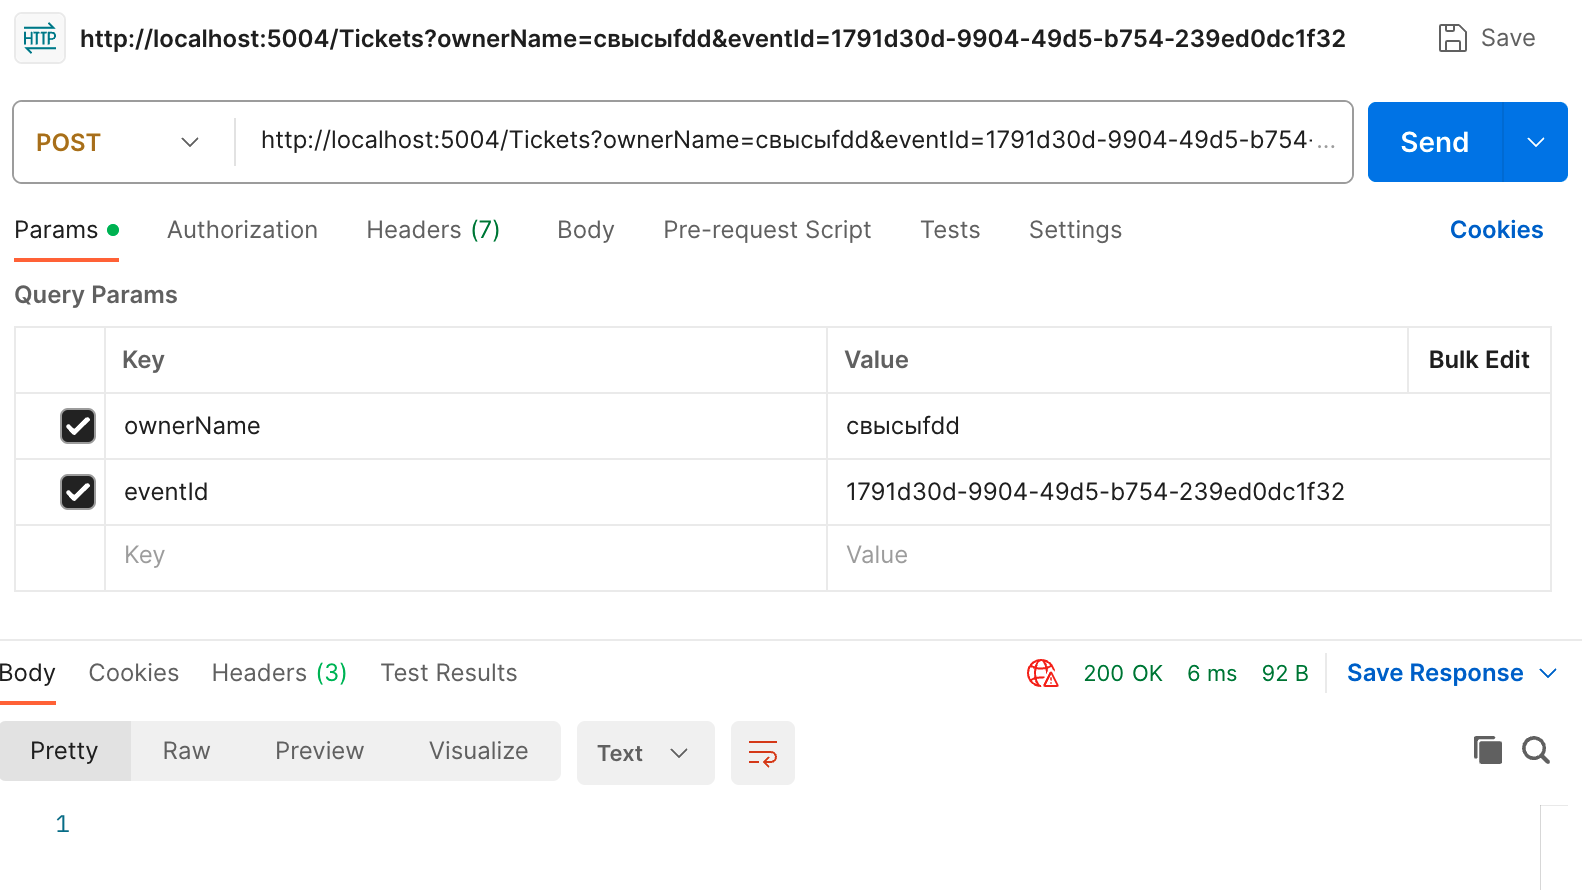 HTTP http://localhost:5004/Tickets?ownerName=свысыfdd&eventId=1791d30d-9904-49d5-b754-239ed0dc1f32 Save
POST http://localhost:5004/Tickets?ownerName=свысыfdd&eventId=1791d30d-9904-49d5-b754-... Send
Params Authorization Headers (7) Body Pre-request Script Tests Settings Cookies
Query Params
Key Value Bulk Edit
ownerName свысыfdd
eventId 1791d30d-9904-49d5-b754-239ed0dc1f32
Key Value
Body Cookies Headers (3) Test Results 200 OK 6 ms 92 B Save Response
Pretty Raw Preview Visualize Text
1